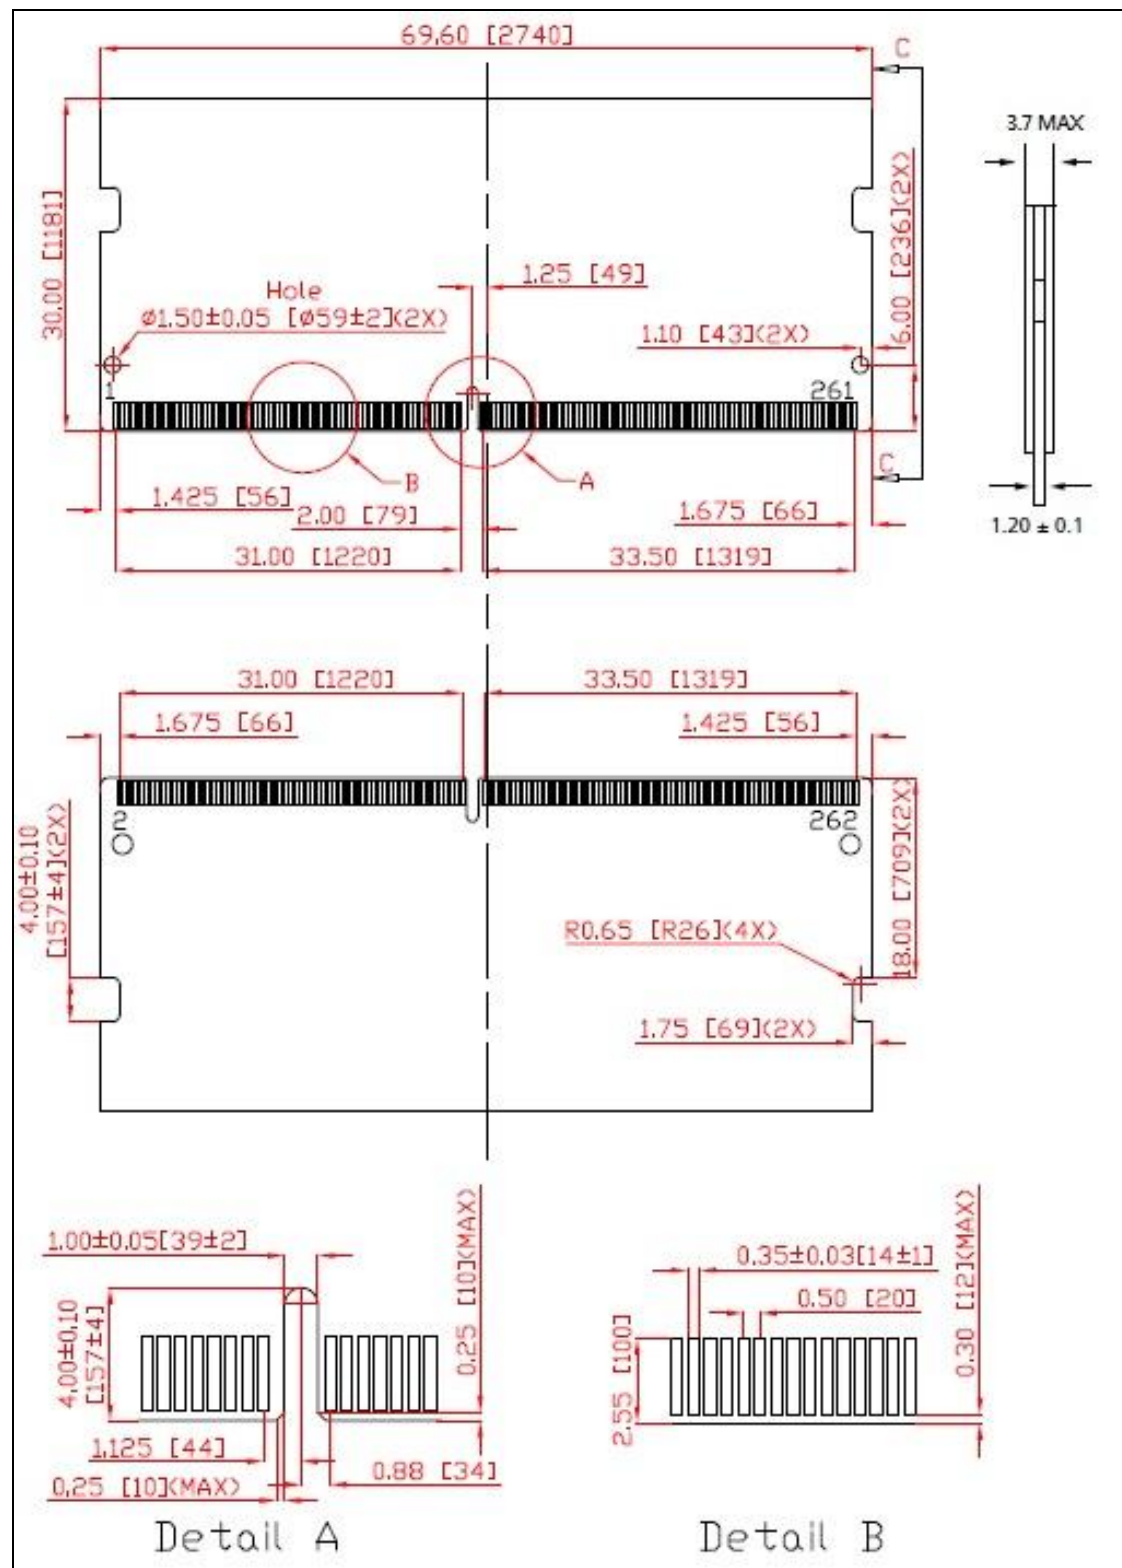 69.60 [2740]
C
3.7 MAX
30.00 [1181]
6.00 [236](2X)
1.25 [49]
Hole
Ø1.50±0.05 [Ø59±2](2X)
1.10 [43](2X)
1
261
B
A
C
1.425 [56]
2.00 [79]
1.675 [66]
1.20 ± 0.1
31.00 [1220]
33.50 [1319]
31.00 [1220]
33.50 [1319]
1.675 [66]
1.425 [56]
2
262
4.00±0.10
[157±4](2X)
18.00 [709](2X)
R0.65 [R26](4X)
1.75 [69](2X)
1.00±0.05[39±2]
0.25 [10](MAX)
4.00±0.10
[157±4]
1.125 [44]
0.88 [34]
0.25 [10](MAX)
0.35±0.03[14±1]
0.50 [20]
0.30 [12](MAX)
2.55 [100]
Detail A
Detail B